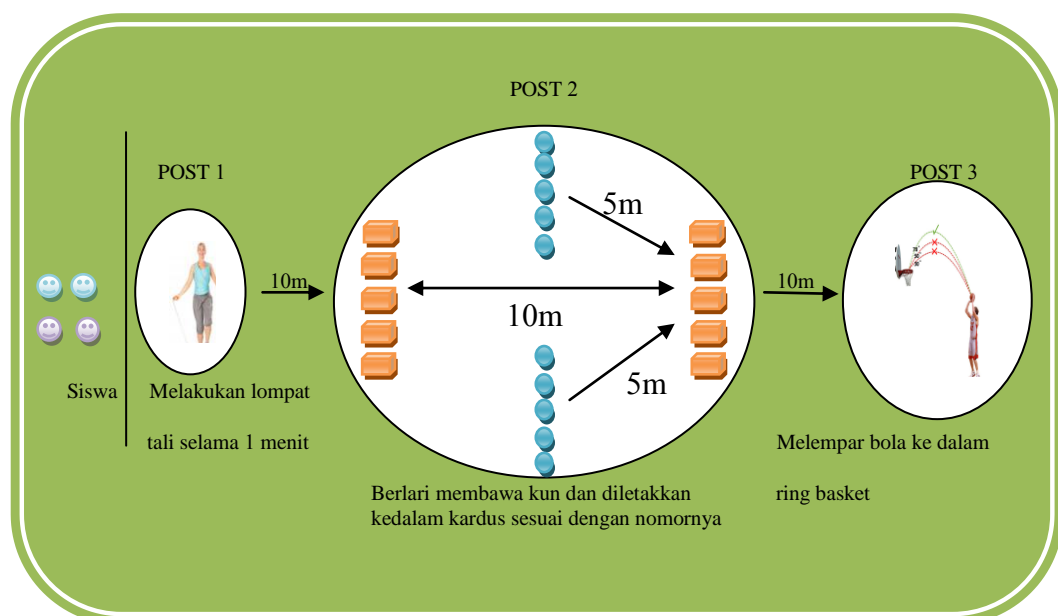 POST 2
POST 1
POST 3
5m
10m
10m
10m
5m
Siswa
Melakukan lompat
tali selama 1 menit
Berlari membawa kun dan diletakkan
kedalam kardus sesuai dengan nomornya
Melempar bola ke dalam
ring basket